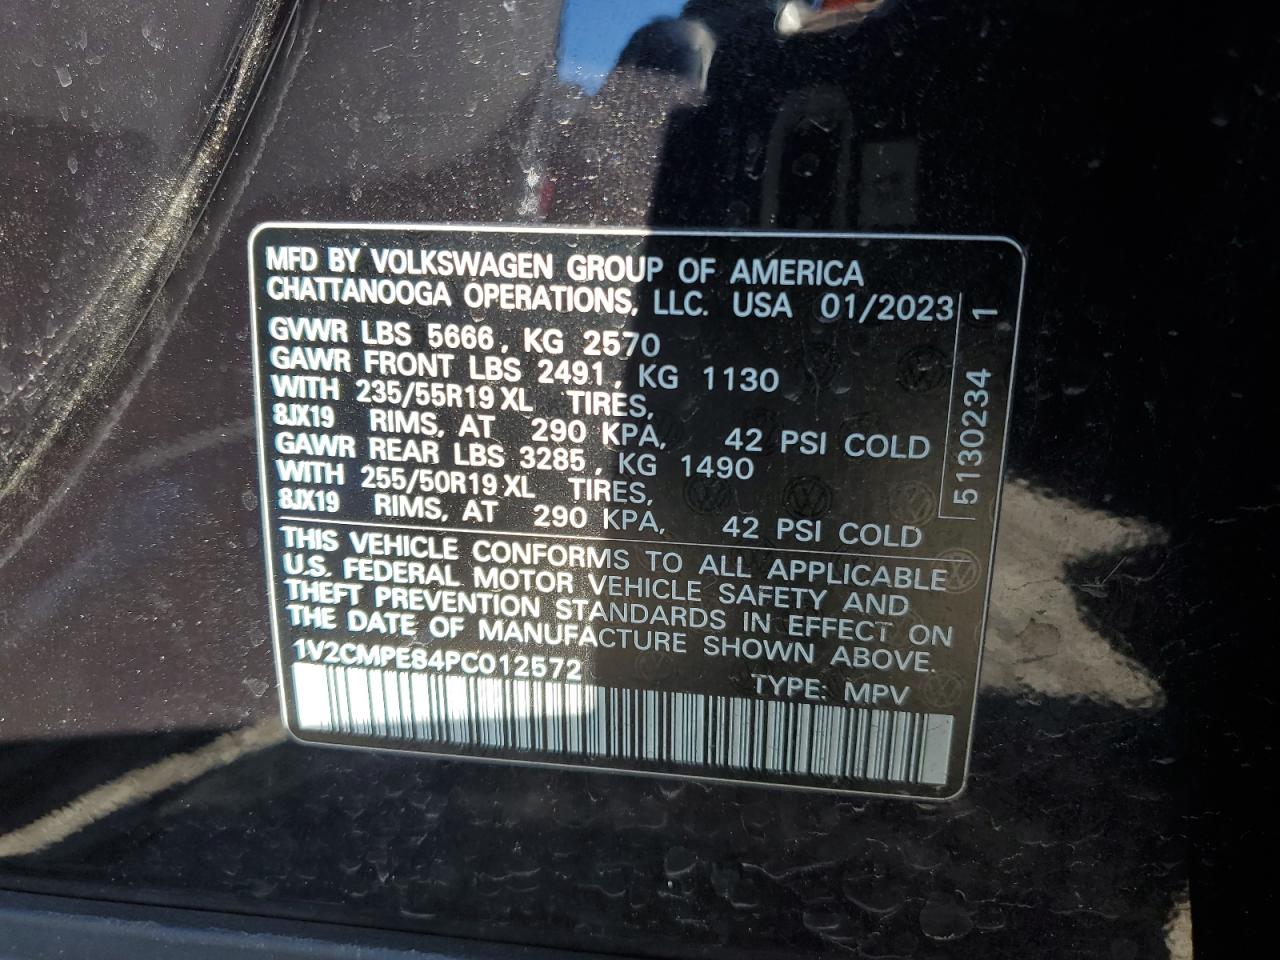 MFD BY VOLKSWAGEN GROUP OF AMERICA
CHATTANOOGA OPERATIONS, LLC. USA 01/2023
GVWR LBS 5666, KG 2570
GAWR FRONT LBS 2491, KG 1130
WITH 235/55R19 XL TIRES,
8JX19 RIMS, AT 290 KPA, 42 PSI COLD
GAWR REAR LBS 3285, KG 1490
WITH 255/50R19 XL TIRES,
8JX19 RIMS, AT 290 KPA, 42 PSI COLD
THIS VEHICLE CONFORMS TO ALL APPLICABLE
U.S. FEDERAL MOTOR VEHICLE SAFETY AND
THEFT PREVENTION STANDARDS IN EFFECT ON
THE DATE OF MANUFACTURE SHOWN ABOVE.
1V2CMPE84PC012572
TYPE: MPV
5130234 1